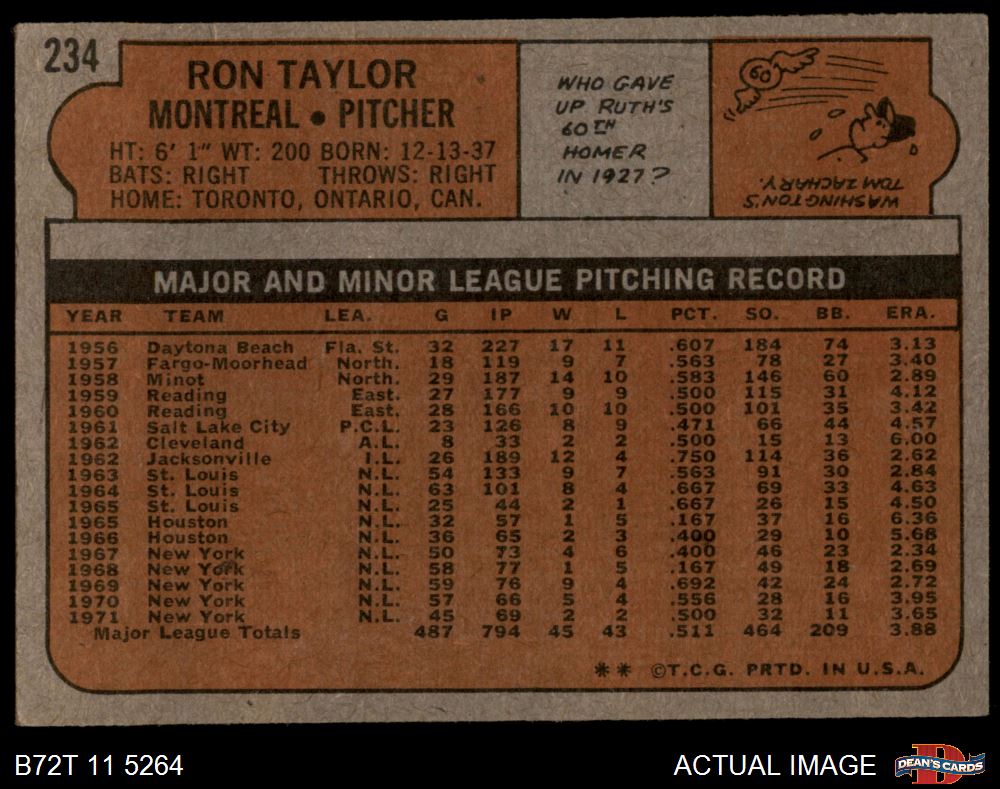 234
RON TAYLOR
MONTREAL • PITCHER
HT: 6' 1" WT: 200 BORN: 12-13-37
BATS: RIGHT THROWS: RIGHT
HOME: TORONTO, ONTARIO, CAN.
WHO GAVE
UP RUTH'S
60TH
HOMER
IN 1927?
60
WASHINGTON'S
TOM ZACHARY.
MAJOR AND MINOR LEAGUE PITCHING RECORD
YEAR TEAM LEA. G IP W L PCT. SO. BB. ERA.
1956 Daytona Beach Fla. St. 32 227 17 11 .607 184 74 3.13
1957 Fargo-Moorhead North. 18 119 9 7 .563 78 27 3.40
1958 Minot North. 29 187 14 10 .583 146 60 2.89
1959 Reading East. 27 177 9 9 .500 115 31 4.12
1960 Reading East. 28 166 10 10 .500 101 35 3.42
1961 Salt Lake City P.C.L. 23 126 8 9 .471 66 44 4.57
1962 Cleveland A.L. 8 33 2 2 .500 15 13 6.00
1962 Jacksonville I.L. 26 189 12 4 .750 114 36 2.62
1963 St. Louis N.L. 54 133 9 7 .563 91 30 2.84
1964 St. Louis N.L. 63 101 8 4 .667 69 33 4.63
1965 St. Louis N.L. 25 44 2 1 .667 26 15 4.50
1965 Houston N.L. 32 57 1 5 .167 37 16 6.36
1966 Houston N.L. 36 65 2 3 .400 29 10 5.68
1967 New York N.L. 50 73 4 6 .400 46 23 2.34
1968 New York N.L. 58 77 1 5 .167 49 18 2.69
1969 New York N.L. 59 76 9 4 .692 42 24 2.72
1970 New York N.L. 57 66 5 4 .556 28 16 3.95
1971 New York N.L. 45 69 2 2 .500 32 11 3.65
Major League Totals 487 794 45 43 .511 464 209 3.88
** ©T.C.G. PRTD. IN U.S.A.
B72T 11 5264
ACTUAL IMAGE
DEAN'S CARDS